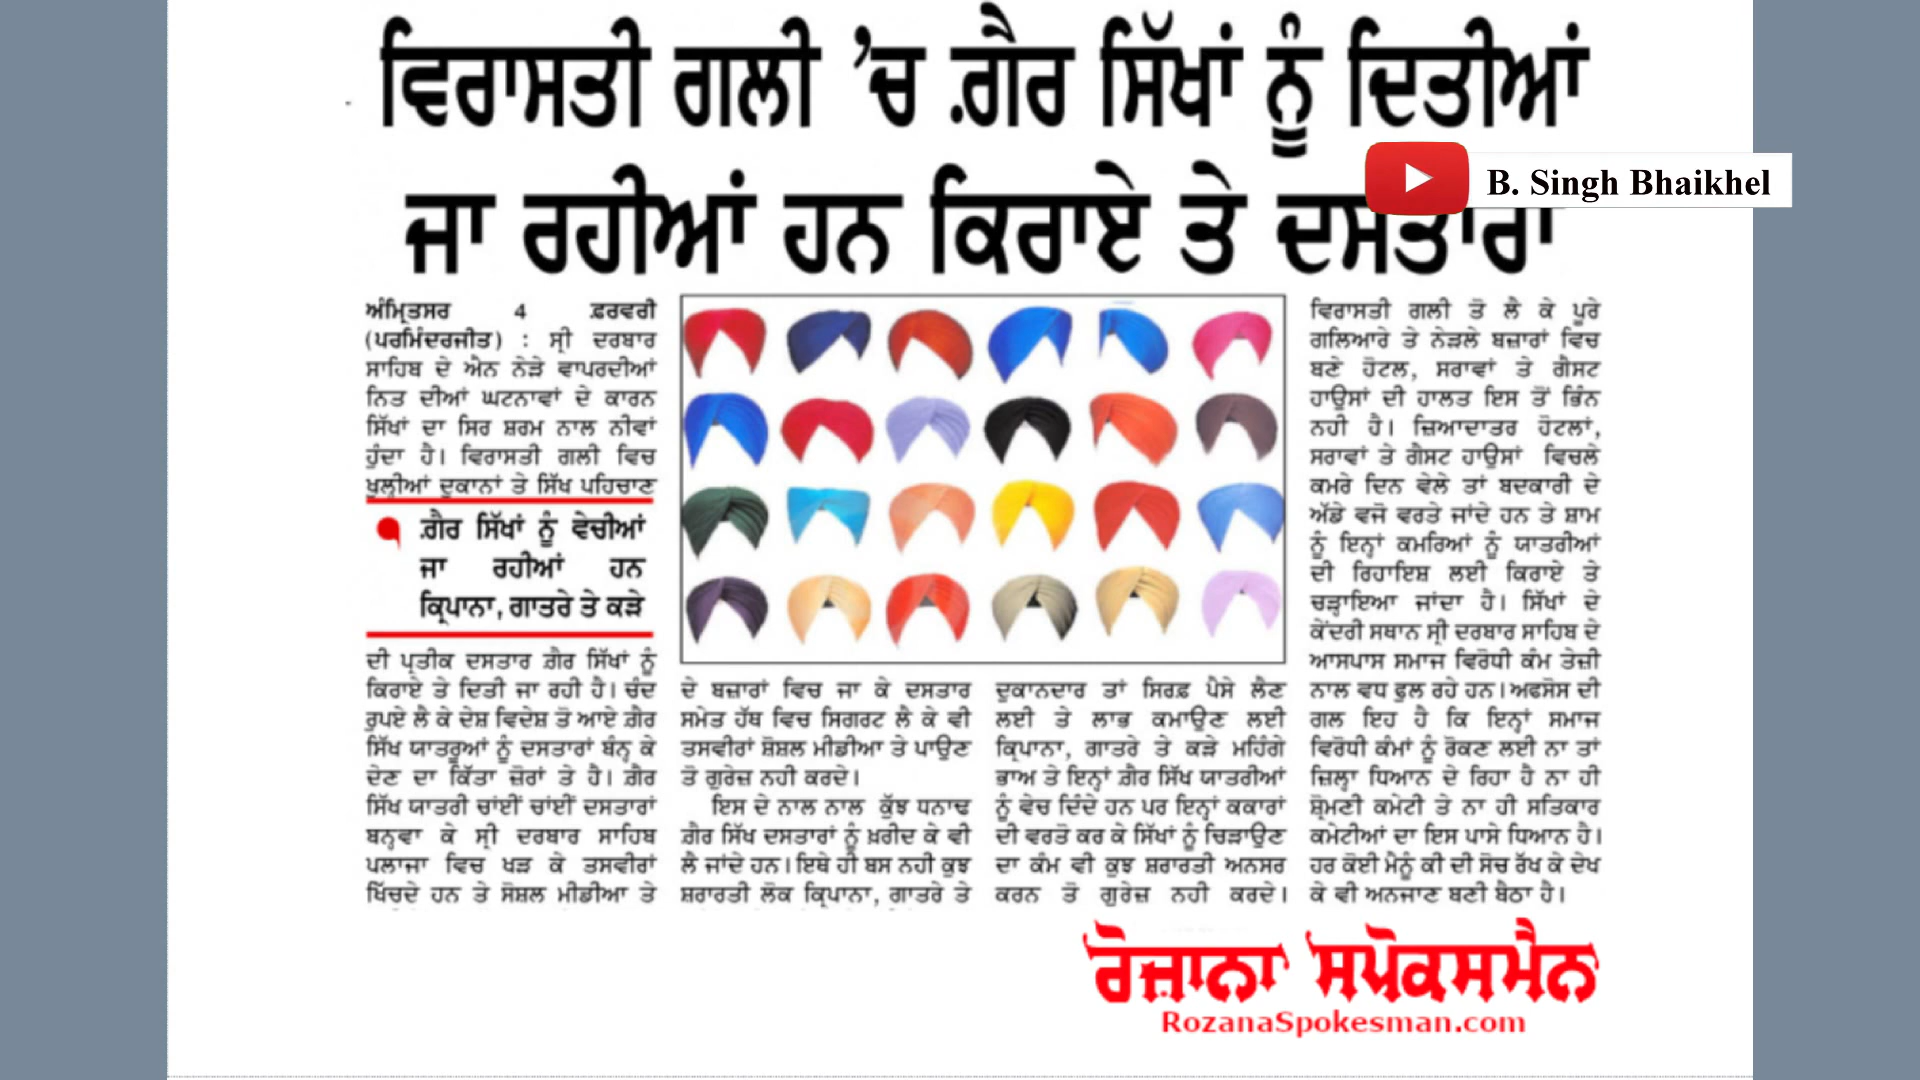 ਵਿਰਾਸਤੀ ਗਲੀ ’ਚ ਗ਼ੈਰ ਸਿੱਖਾਂ ਨੂੰ ਦਿਤੀਆਂ
ਜਾ ਰਹੀਆਂ ਹਨ ਕਿਰਾਏ ਤੇ ਦਸਤਾਰਾਂ
B. Singh Bhaikhel
ਅੰਮ੍ਰਿਤਸਰ 4 ਫ਼ਰਵਰੀ
(ਪਰਮਿੰਦਰਜੀਤ) : ਸ੍ਰੀ ਦਰਬਾਰ
ਸਾਹਿਬ ਦੇ ਐਨ ਨੇੜੇ ਵਾਪਰਦੀਆਂ
ਨਿਤ ਦੀਆਂ ਘਟਨਾਵਾਂ ਦੇ ਕਾਰਨ
ਸਿੱਖਾਂ ਦਾ ਸਿਰ ਸ਼ਰਮ ਨਾਲ ਨੀਵਾਂ
ਹੁੰਦਾ ਹੈ। ਵਿਰਾਸਤੀ ਗਲੀ ਵਿਚ
ਖੁਲ੍ਹੀਆਂ ਦੁਕਾਨਾਂ ਤੇ ਸਿੱਖ ਪਹਿਚਾਣ
ਗ਼ੈਰ ਸਿੱਖਾਂ ਨੂੰ ਵੇਚੀਆਂ
ਜਾ ਰਹੀਆਂ ਹਨ
ਕ੍ਰਿਪਾਨਾ, ਗਾਤਰੇ ਤੇ ਕੜੇ
ਦੀ ਪ੍ਰਤੀਕ ਦਸਤਾਰ ਗ਼ੈਰ ਸਿੱਖਾਂ ਨੂੰ
ਕਿਰਾਏ ਤੇ ਦਿਤੀ ਜਾ ਰਹੀ ਹੈ। ਚੰਦ
ਰੁਪਏ ਲੈ ਕੇ ਦੇਸ਼ ਵਿਦੇਸ਼ ਤੋ ਆਏ ਗ਼ੈਰ
ਸਿੱਖ ਯਾਤਰੂਆਂ ਨੂੰ ਦਸਤਾਰਾਂ ਬੰਨ੍ਹ ਕੇ
ਦੇਣ ਦਾ ਕਿੱਤਾ ਜ਼ੋਰਾਂ ਤੇ ਹੈ। ਗ਼ੈਰ
ਸਿੱਖ ਯਾਤਰੀ ਚਾਂਈਂ ਚਾਂਈਂ ਦਸਤਾਰਾਂ
ਬਨ੍ਹਵਾ ਕੇ ਸ੍ਰੀ ਦਰਬਾਰ ਸਾਹਿਬ
ਪਲਾਜਾ ਵਿਚ ਖੜ ਕੇ ਤਸਵੀਰਾਂ
ਖਿੱਚਦੇ ਹਨ ਤੇ ਸੋਸ਼ਲ ਮੀਡੀਆ ਤੇ
ਦੇ ਬਜ਼ਾਰਾਂ ਵਿਚ ਜਾ ਕੇ ਦਸਤਾਰ
ਸਮੇਤ ਹੱਥ ਵਿਚ ਸਿਗਰਟ ਲੈ ਕੇ ਵੀ
ਤਸਵੀਰਾਂ ਸ਼ੋਸ਼ਲ ਮੀਡੀਆ ਤੇ ਪਾਉਣ
ਤੋ ਗੁਰੇਜ਼ ਨਹੀ ਕਰਦੇ।
ਇਸ ਦੇ ਨਾਲ ਨਾਲ ਕੁੱਝ ਧਨਾਢ
ਗ਼ੈਰ ਸਿੱਖ ਦਸਤਾਰਾਂ ਨੂੰ ਖ਼ਰੀਦ ਕੇ ਵੀ
ਲੈ ਜਾਂਦੇ ਹਨ। ਇਥੇ ਹੀ ਬਸ ਨਹੀ ਕੁਝ
ਸ਼ਰਾਰਤੀ ਲੋਕ ਕ੍ਰਿਪਾਨਾ, ਗਾਤਰੇ ਤੇ
ਦੁਕਾਨਦਾਰ ਤਾਂ ਸਿਰਫ਼ ਪੈਸੇ ਲੈਣ
ਲਈ ਤੇ ਲਾਭ ਕਮਾਉਣ ਲਈ
ਕ੍ਰਿਪਾਨਾ, ਗਾਤਰੇ ਤੇ ਕੜੇ ਮਹਿੰਗੇ
ਭਾਅ ਤੇ ਇਨ੍ਹਾਂ ਗ਼ੈਰ ਸਿੱਖ ਯਾਤਰੀਆਂ
ਨੂੰ ਵੇਚ ਦਿੰਦੇ ਹਨ ਪਰ ਇਨ੍ਹਾਂ ਕਕਾਰਾਂ
ਦੀ ਵਰਤੋ ਕਰ ਕੇ ਸਿੱਖਾਂ ਨੂੰ ਚਿੜਾਉਣ
ਦਾ ਕੰਮ ਵੀ ਕੁਝ ਸ਼ਰਾਰਤੀ ਅਨਸਰ
ਕਰਨ ਤੋ ਗੁਰੇਜ਼ ਨਹੀ ਕਰਦੇ।
ਵਿਰਾਸਤੀ ਗਲੀ ਤੋ ਲੈ ਕੇ ਪੂਰੇ
ਗਲਿਆਰੇ ਤੇ ਨੇੜਲੇ ਬਜ਼ਾਰਾਂ ਵਿਚ
ਬਣੇ ਹੋਟਲ, ਸਰਾਵਾਂ ਤੇ ਗੈਸਟ
ਹਾਊਸਾਂ ਦੀ ਹਾਲਤ ਇਸ ਤੋਂ ਭਿੰਨ
ਨਹੀ ਹੈ। ਜ਼ਿਆਦਾਤਰ ਹੋਟਲਾਂ,
ਸਰਾਵਾਂ ਤੇ ਗੈਸਟ ਹਾਊਸਾਂ ਵਿਚਲੇ
ਕਮਰੇ ਦਿਨ ਵੇਲੇ ਤਾਂ ਬਦਕਾਰੀ ਦੇ
ਅੱਡੇ ਵਜੋ ਵਰਤੇ ਜਾਂਦੇ ਹਨ ਤੇ ਸ਼ਾਮ
ਨੂੰ ਇਨ੍ਹਾਂ ਕਮਰਿਆਂ ਨੂੰ ਯਾਤਰੀਆਂ
ਦੀ ਰਿਹਾਇਸ਼ ਲਈ ਕਿਰਾਏ ਤੇ
ਚੜ੍ਹਾਇਆ ਜਾਂਦਾ ਹੈ। ਸਿੱਖਾਂ ਦੇ
ਕੇਂਦਰੀ ਸਥਾਨ ਸ੍ਰੀ ਦਰਬਾਰ ਸਾਹਿਬ ਦੇ
ਆਸਪਾਸ ਸਮਾਜ ਵਿਰੋਧੀ ਕੰਮ ਤੇਜ਼ੀ
ਨਾਲ ਵਧ ਫੁਲ ਰਹੇ ਹਨ। ਅਫਸੋਸ ਦੀ
ਗਲ ਇਹ ਹੈ ਕਿ ਇਨ੍ਹਾਂ ਸਮਾਜ
ਵਿਰੋਧੀ ਕੰਮਾਂ ਨੂੰ ਰੋਕਣ ਲਈ ਨਾ ਤਾਂ
ਜ਼ਿਲ੍ਹਾ ਧਿਆਨ ਦੇ ਰਿਹਾ ਹੈ ਨਾ ਹੀ
ਸ਼੍ਰੋਮਣੀ ਕਮੇਟੀ ਤੇ ਨਾ ਹੀ ਸਤਿਕਾਰ
ਕਮੇਟੀਆਂ ਦਾ ਇਸ ਪਾਸੇ ਧਿਆਨ ਹੈ।
ਹਰ ਕੋਈ ਮੈਨੂੰ ਕੀ ਦੀ ਸੋਚ ਰੱਖ ਕੇ ਦੇਖ
ਕੇ ਵੀ ਅਨਜਾਣ ਬਣੀ ਬੈਠਾ ਹੈ।
ਰੋਜ਼ਾਨਾ ਸਪੋਕਸਮੈਨ
RozanaSpokesman.com